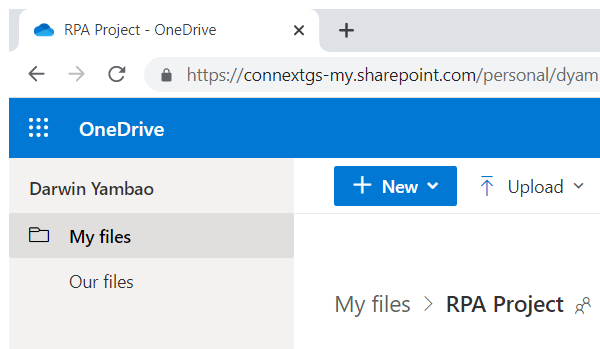 RPA Project - OneDrive
https://connextgs-my.sharepoint.com/personal/dyam
OneDrive
Darwin Yambao
New
Upload
My files
Our files
My files > RPA Project